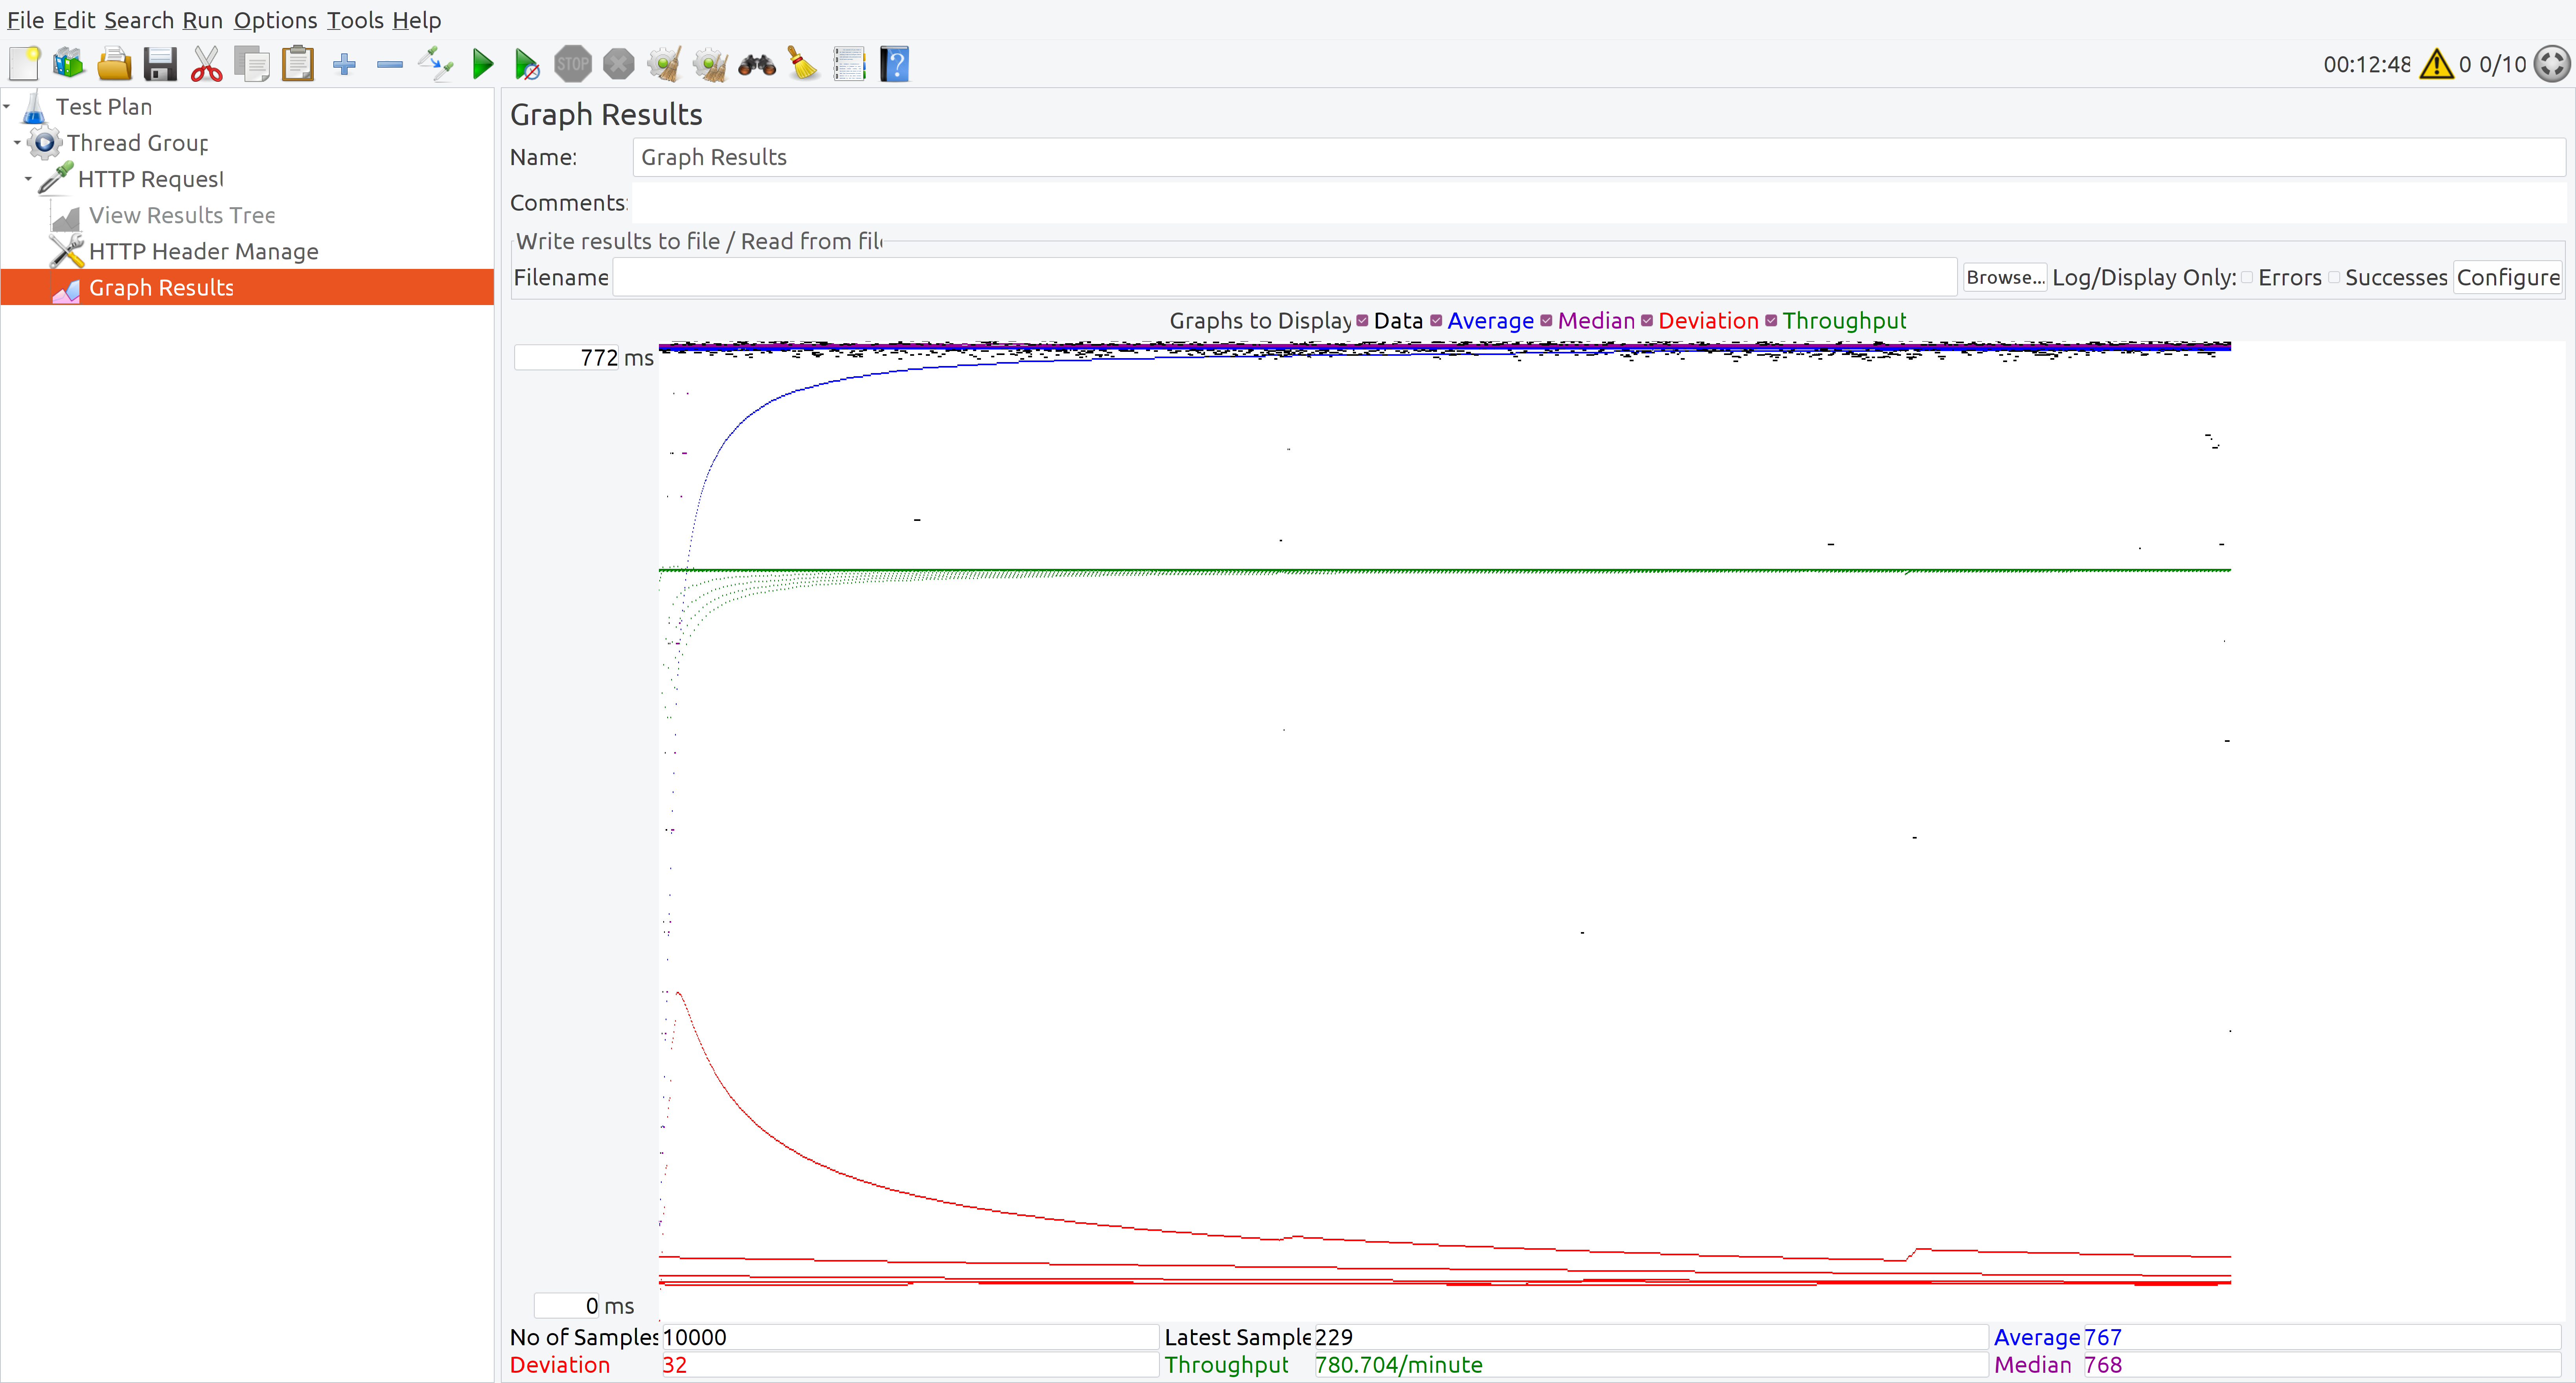 File Edit Search Run Options Tools Help
STOP
00:12:48 0 0/10
Test Plan
Thread Group
HTTP Request
View Results Tree
HTTP Header Manage
Graph Results
Graph Results
Name: Graph Results
Comments:
Write results to file / Read from file
Filename Browse... Log/Display Only: Errors Successes Configure
Graphs to Display Data Average Median Deviation Throughput
772 ms
0 ms
No of Samples 10000 Latest Sample 229 Average 767
Deviation 32 Throughput 780.704/minute Median 768